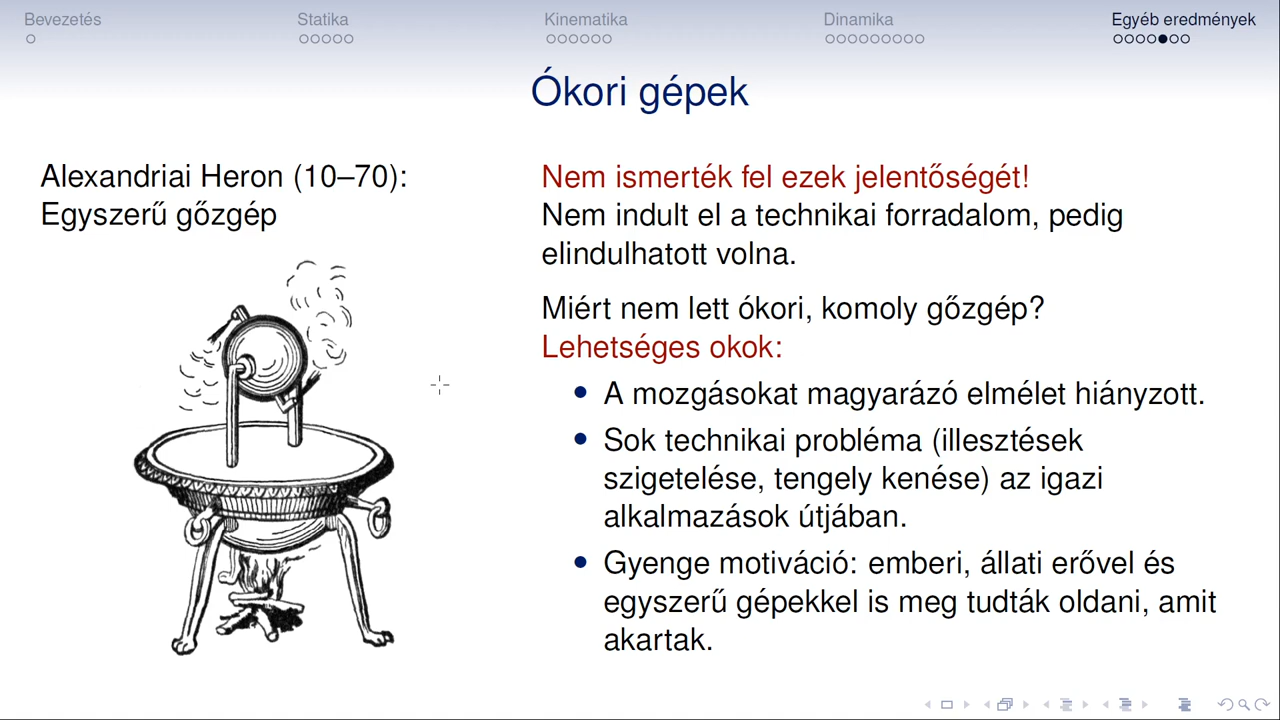 Bevezetés
Statika
Kinematika
Dinamika
Egyéb eredmények
Ókori gépek
Alexandriai Heron (10–70):
Egyszerű gőzgép
Nem ismerték fel ezek jelentőségét!
Nem indult el a technikai forradalom, pedig
elindulhatott volna.
Miért nem lett ókori, komoly gőzgép?
Lehetséges okok:
A mozgásokat magyarázó elmélet hiányzott.
Sok technikai probléma (illesztések
szigetelése, tengely kenése) az igazi
alkalmazások útjában.
Gyenge motiváció: emberi, állati erővel és
egyszerű gépekkel is meg tudták oldani, amit
akartak.